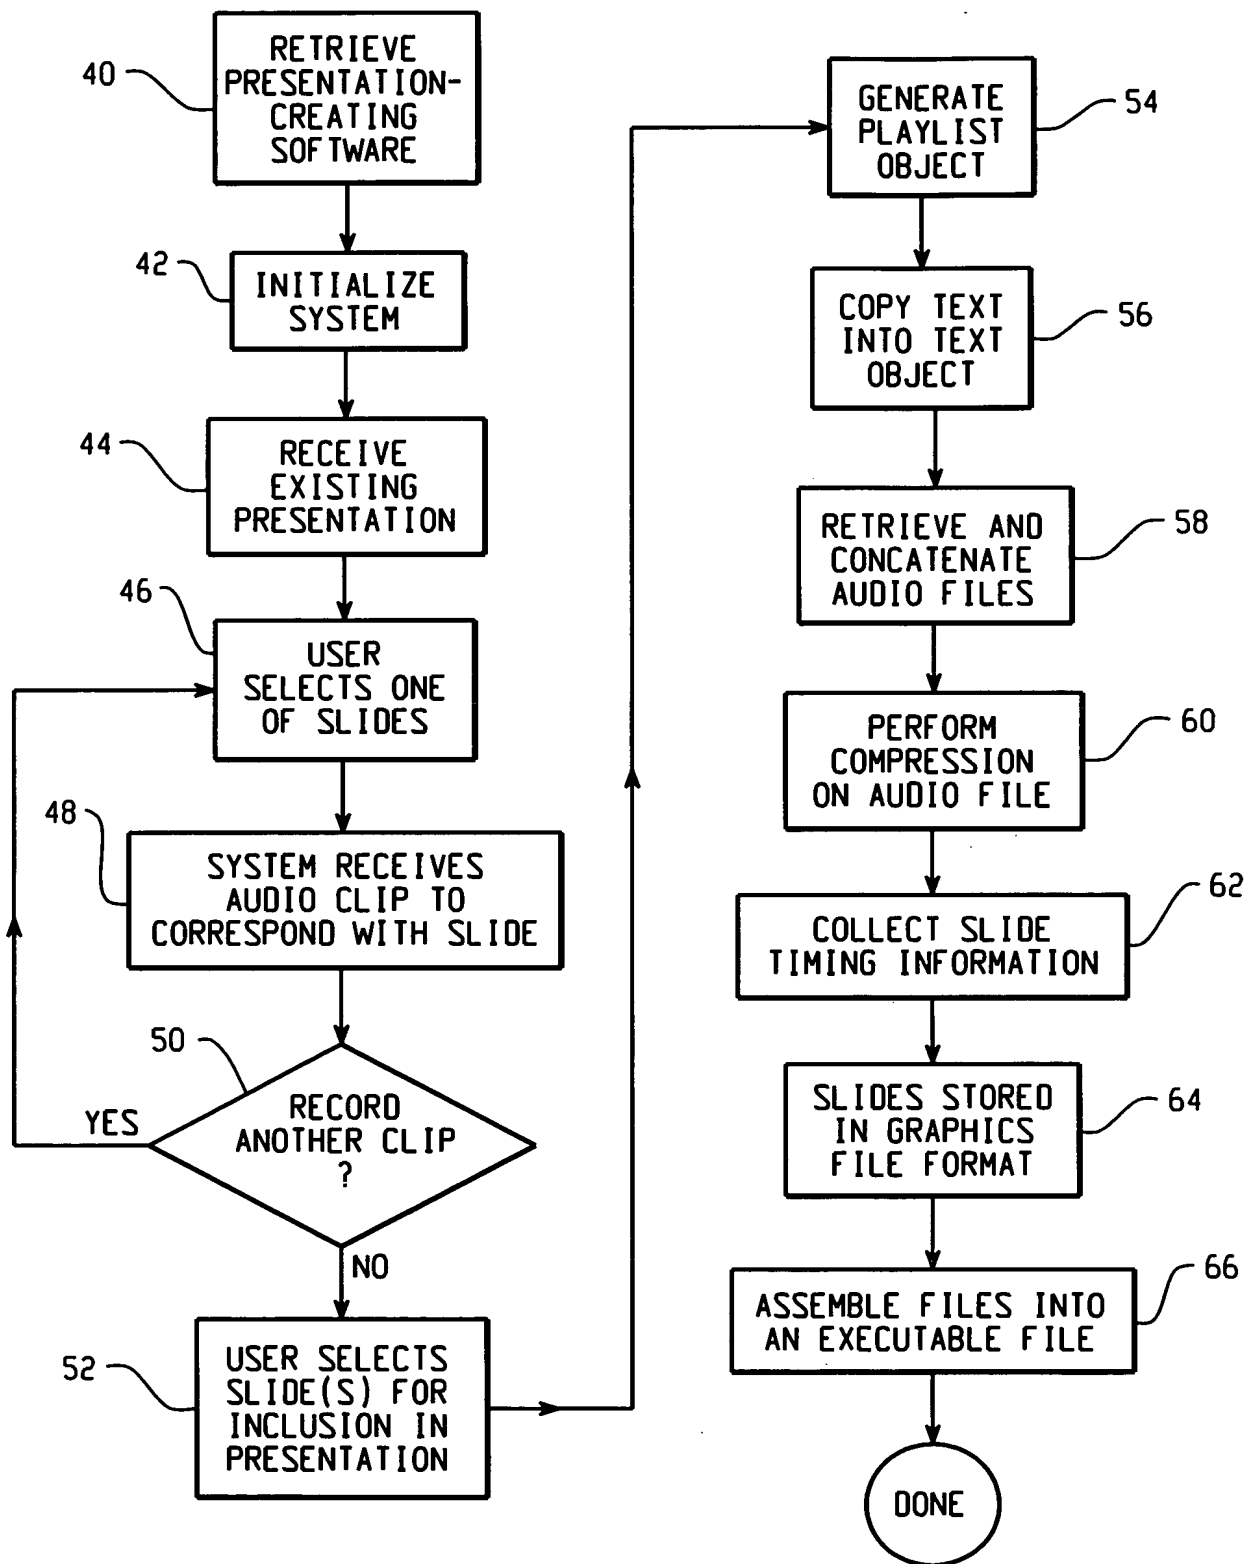 40
RETRIEVE
PRESENTATION-
CREATING
SOFTWARE
42
INITIALIZE
SYSTEM
44
RECEIVE
EXISTING
PRESENTATION
46
USER
SELECTS ONE
OF SLIDES
48
SYSTEM RECEIVES
AUDIO CLIP TO
CORRESPOND WITH SLIDE
50
YES
RECORD
ANOTHER CLIP
?
NO
52
USER SELECTS
SLIDE(S) FOR
INCLUSION IN
PRESENTATION
54
GENERATE
PLAYLIST
OBJECT
56
COPY TEXT
INTO TEXT
OBJECT
58
RETRIEVE AND
CONCATENATE
AUDIO FILES
60
PERFORM
COMPRESSION
ON AUDIO FILE
62
COLLECT SLIDE
TIMING INFORMATION
64
SLIDES STORED
IN GRAPHICS
FILE FORMAT
66
ASSEMBLE FILES INTO
AN EXECUTABLE FILE
DONE